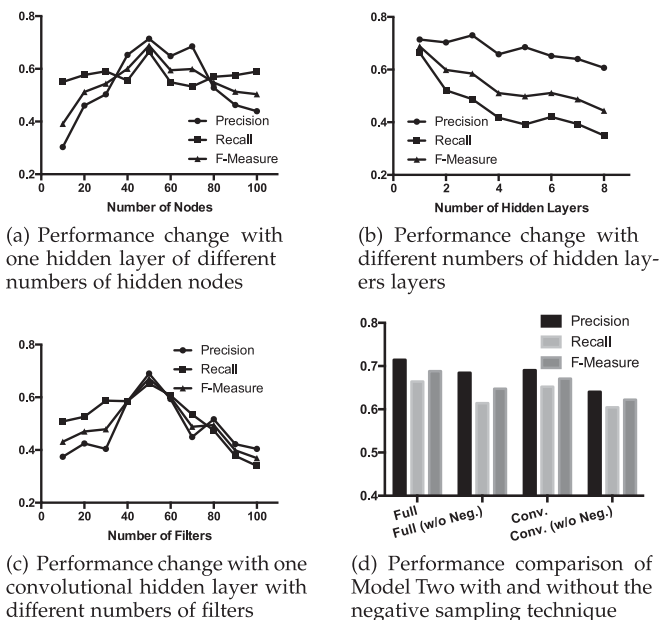 0.8
0.6
0.4
0.2
0 20 40 60 80 100
Number of Nodes
Precision
Recall
F-Measure
(a) Performance change with
one hidden layer of different
numbers of hidden nodes
0.8
0.6
0.4
0.2
0 2 4 6 8
Number of Hidden Layers
Precision
Recall
F-Measure
(b) Performance change with
different numbers of hidden lay-
ers layers
0.8
0.6
0.4
0.2
0 20 40 60 80 100
Number of Filters
Precision
Recall
F-Measure
(c) Performance change with one
convolutional hidden layer with
different numbers of filters
0.8
0.7
0.6
0.5
0.4
Precision
Recall
F-Measure
Full
Full (w/o Neg.)
Conv.
Conv. (w/o Neg.)
(d) Performance comparison of
Model Two with and without the
negative sampling technique